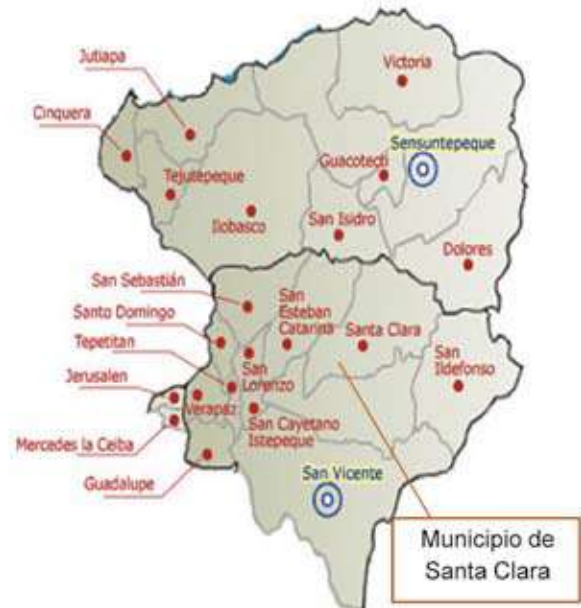 Jutiapa
Victoria
Cinquera
Sensuntepeque
Guacotecti
Tejutepeque
Ilobasco
San Isidro
Dolores
San Sebastián
San
Esteban
Catarina
Santo Domingo
Santa Clara
Tepetitan
San
Ildefonso
San
Lorenzo
Jerusalen
Verapaz
San Cayetano
Istepeque
Mercedes la Ceiba
Guadalupe
San Vicente
Municipio de
Santa Clara